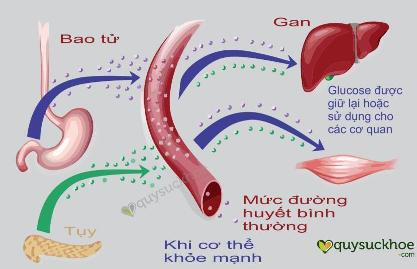 Bao tử
Gan
Glucose được
giữ lại hoặc
sử dụng cho
các cơ quan
quysuckhoe
Mức đường
huyết bình
thường
Tụy
Khi cơ thể
khỏe mạnh
quysuckhoe
.com